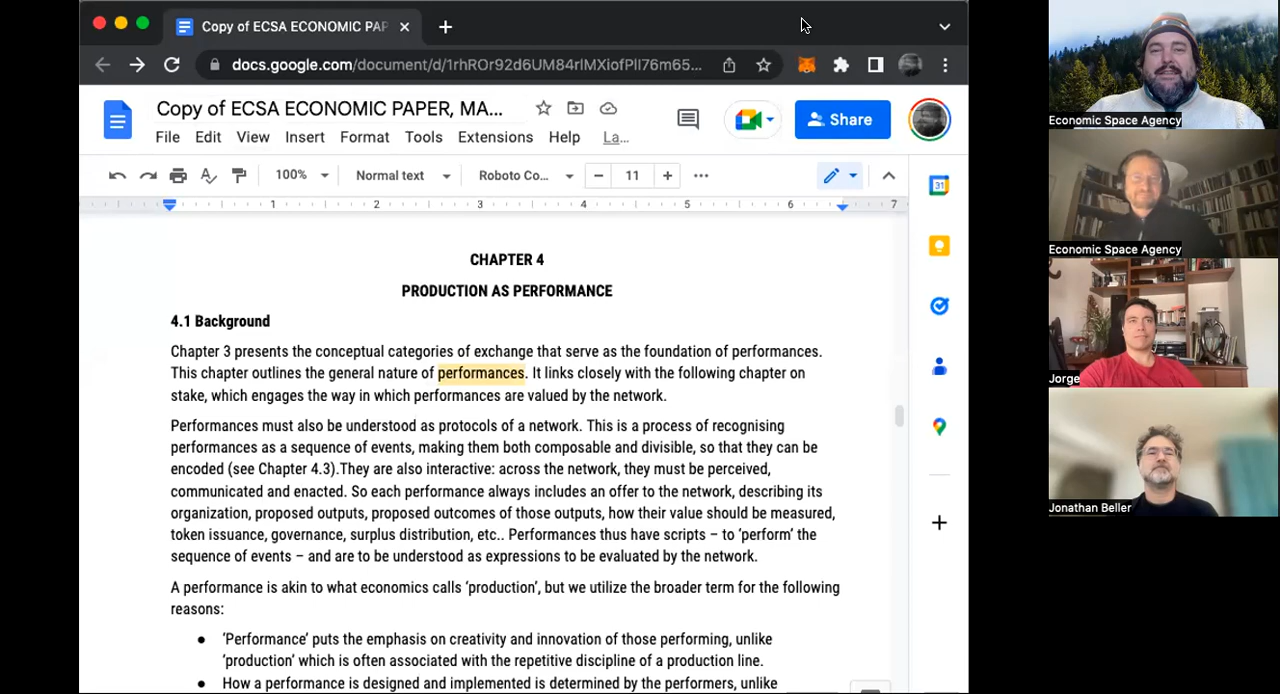 Copy of ECSA ECONOMIC PAP
docs.google.com/document/d/1rhROr92d6UM84rlMXiofPII76m65...
Copy of ECSA ECONOMIC PAPER, MA...
Share
File Edit View Insert Format Tools Extensions Help La...
100% Normal text Roboto Co... − 11 + ...
31
1 2 3 4 5 6 7
CHAPTER 4
PRODUCTION AS PERFORMANCE
4.1 Background
Chapter 3 presents the conceptual categories of exchange that serve as the foundation of performances.
This chapter outlines the general nature of performances. It links closely with the following chapter on
stake, which engages the way in which performances are valued by the network.
Performances must also be understood as protocols of a network. This is a process of recognising
performances as a sequence of events, making them both composable and divisible, so that they can be
encoded (see Chapter 4.3).They are also interactive: across the network, they must be perceived,
communicated and enacted. So each performance always includes an offer to the network, describing its
organization, proposed outputs, proposed outcomes of those outputs, how their value should be measured,
token issuance, governance, surplus distribution, etc.. Performances thus have scripts – to ‘perform’ the
sequence of events – and are to be understood as expressions to be evaluated by the network.
A performance is akin to what economics calls ‘production’, but we utilize the broader term for the following
reasons:
● ‘Performance’ puts the emphasis on creativity and innovation of those performing, unlike
‘production’ which is often associated with the repetitive discipline of a production line.
● How a performance is designed and implemented is determined by the performers, unlike
Economic Space Agency
Economic Space Agency
Jorge
Jonathan Beller